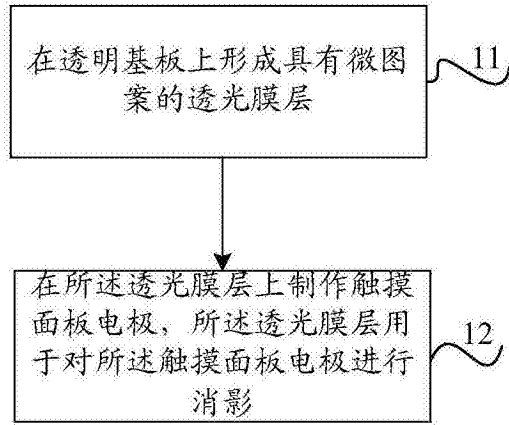 在透明基板上形成具有微图
案的透光膜层
11
在所述透光膜层上制作触摸
面板电极，所述透光膜层用
于对所述触摸面板电极进行
消影
12